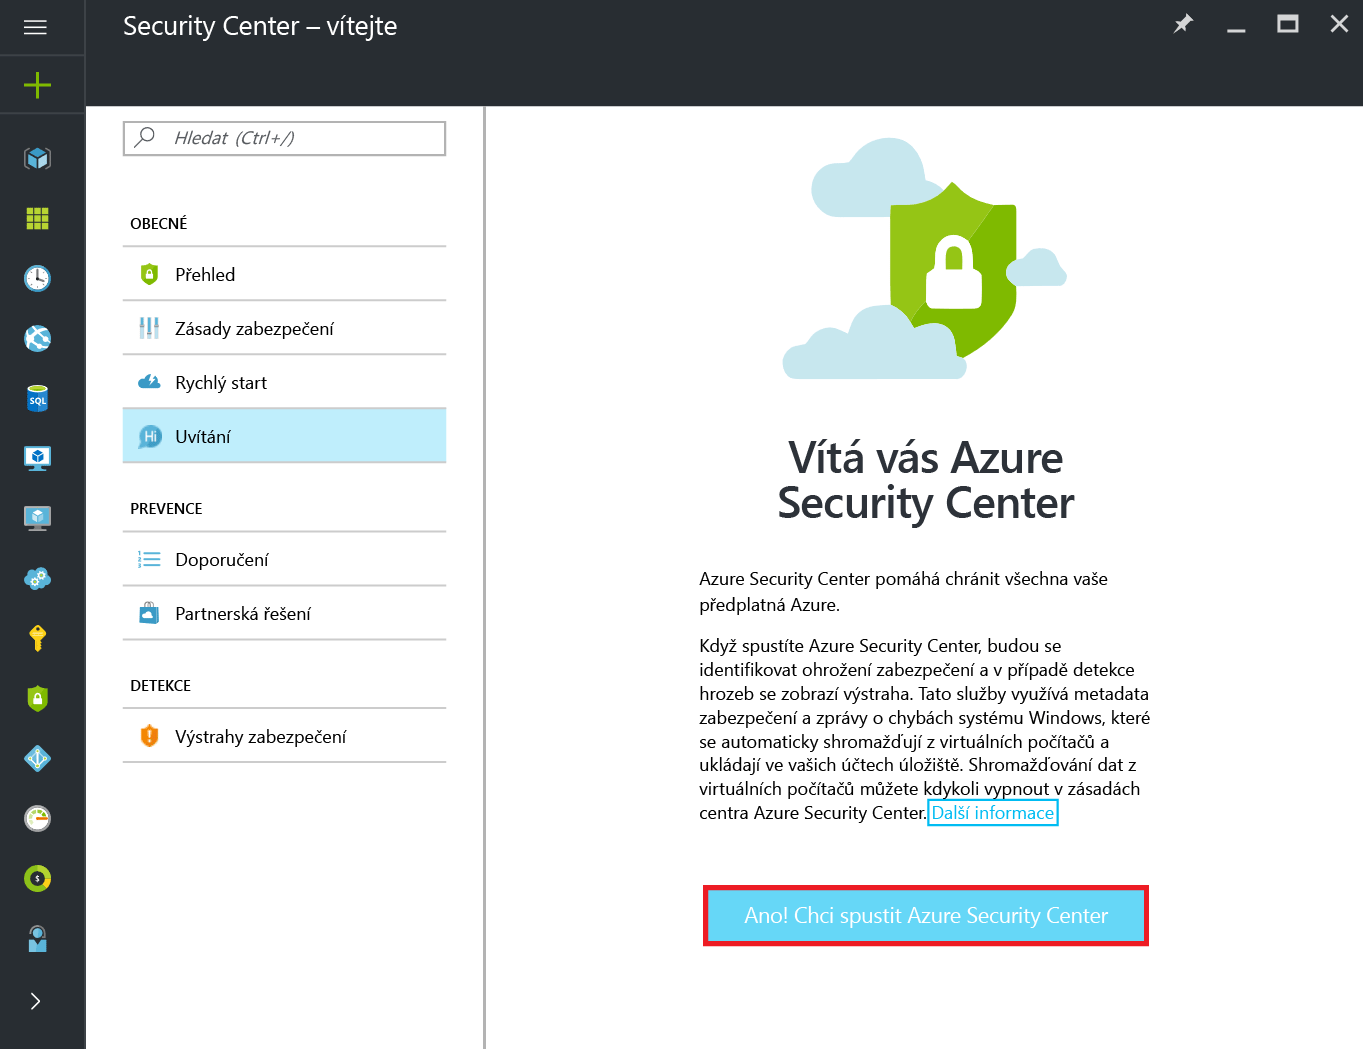 Security Center – vítejte
Hledat (Ctrl+/)
OBECNÉ
Přehled
Zásady zabezpečení
Rychlý start
Hi
Uvítání
PREVENCE
1
2
3
Doporučení
Partnerská řešení
DETEKCE
Výstrahy zabezpečení
SQL
$
Vítá vás Azure
Security Center
Azure Security Center pomáhá chránit všechna vaše
předplatná Azure.
Když spustíte Azure Security Center, budou se
identifikovat ohrožení zabezpečení a v případě detekce
hrozeb se zobrazí výstraha. Tato služby využívá metadata
zabezpečení a zprávy o chybách systému Windows, které
se automaticky shromažďují z virtuálních počítačů a
ukládají ve vašich účtech úložiště. Shromažďování dat z
virtuálních počítačů můžete kdykoli vypnout v zásadách
centra Azure Security Center. Další informace
Ano! Chci spustit Azure Security Center